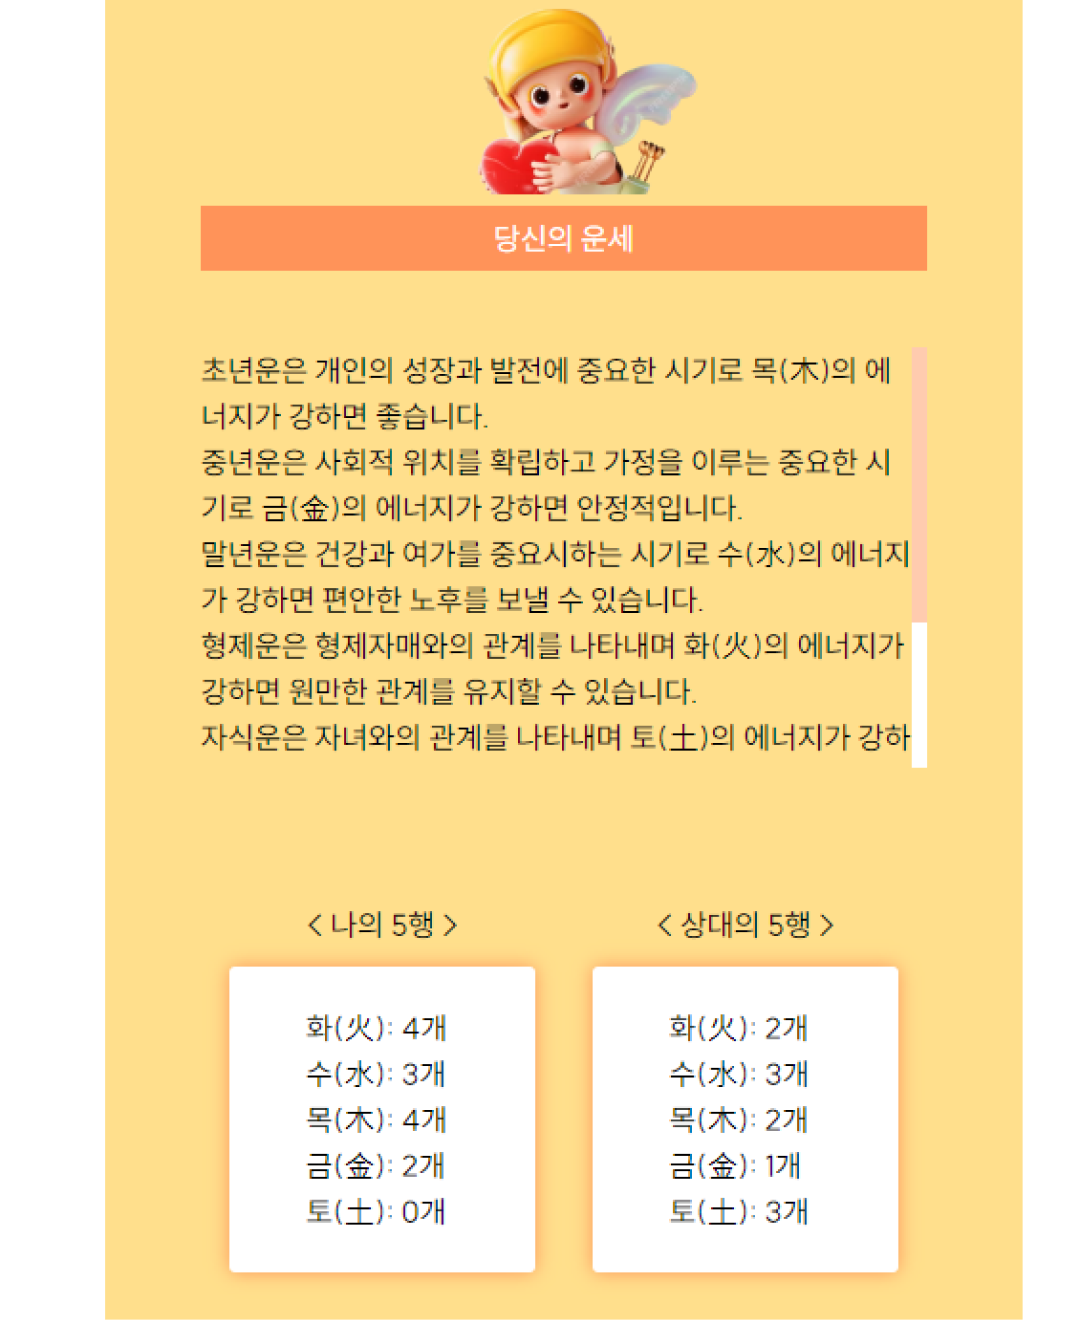 당신의 운세
초년운은 개인의 성장과 발전에 중요한 시기로 목(木)의 에
너지가 강하면 좋습니다.
중년운은 사회적 위치를 확립하고 가정을 이루는 중요한 시
기로 금(金)의 에너지가 강하면 안정적입니다.
말년운은 건강과 여가를 중요시하는 시기로 수(水)의 에너지
가 강하면 편안한 노후를 보낼 수 있습니다.
형제운은 형제자매와의 관계를 나타내며 화(火)의 에너지가
강하면 원만한 관계를 유지할 수 있습니다.
자식운은 자녀와의 관계를 나타내며 토(土)의 에너지가 강하
< 나의 5행 >
화(火): 4개
수(水): 3개
목(木): 4개
금(金): 2개
토(土): 0개
< 상대의 5행 >
화(火): 2개
수(水): 3개
목(木): 2개
금(金): 1개
토(土): 3개